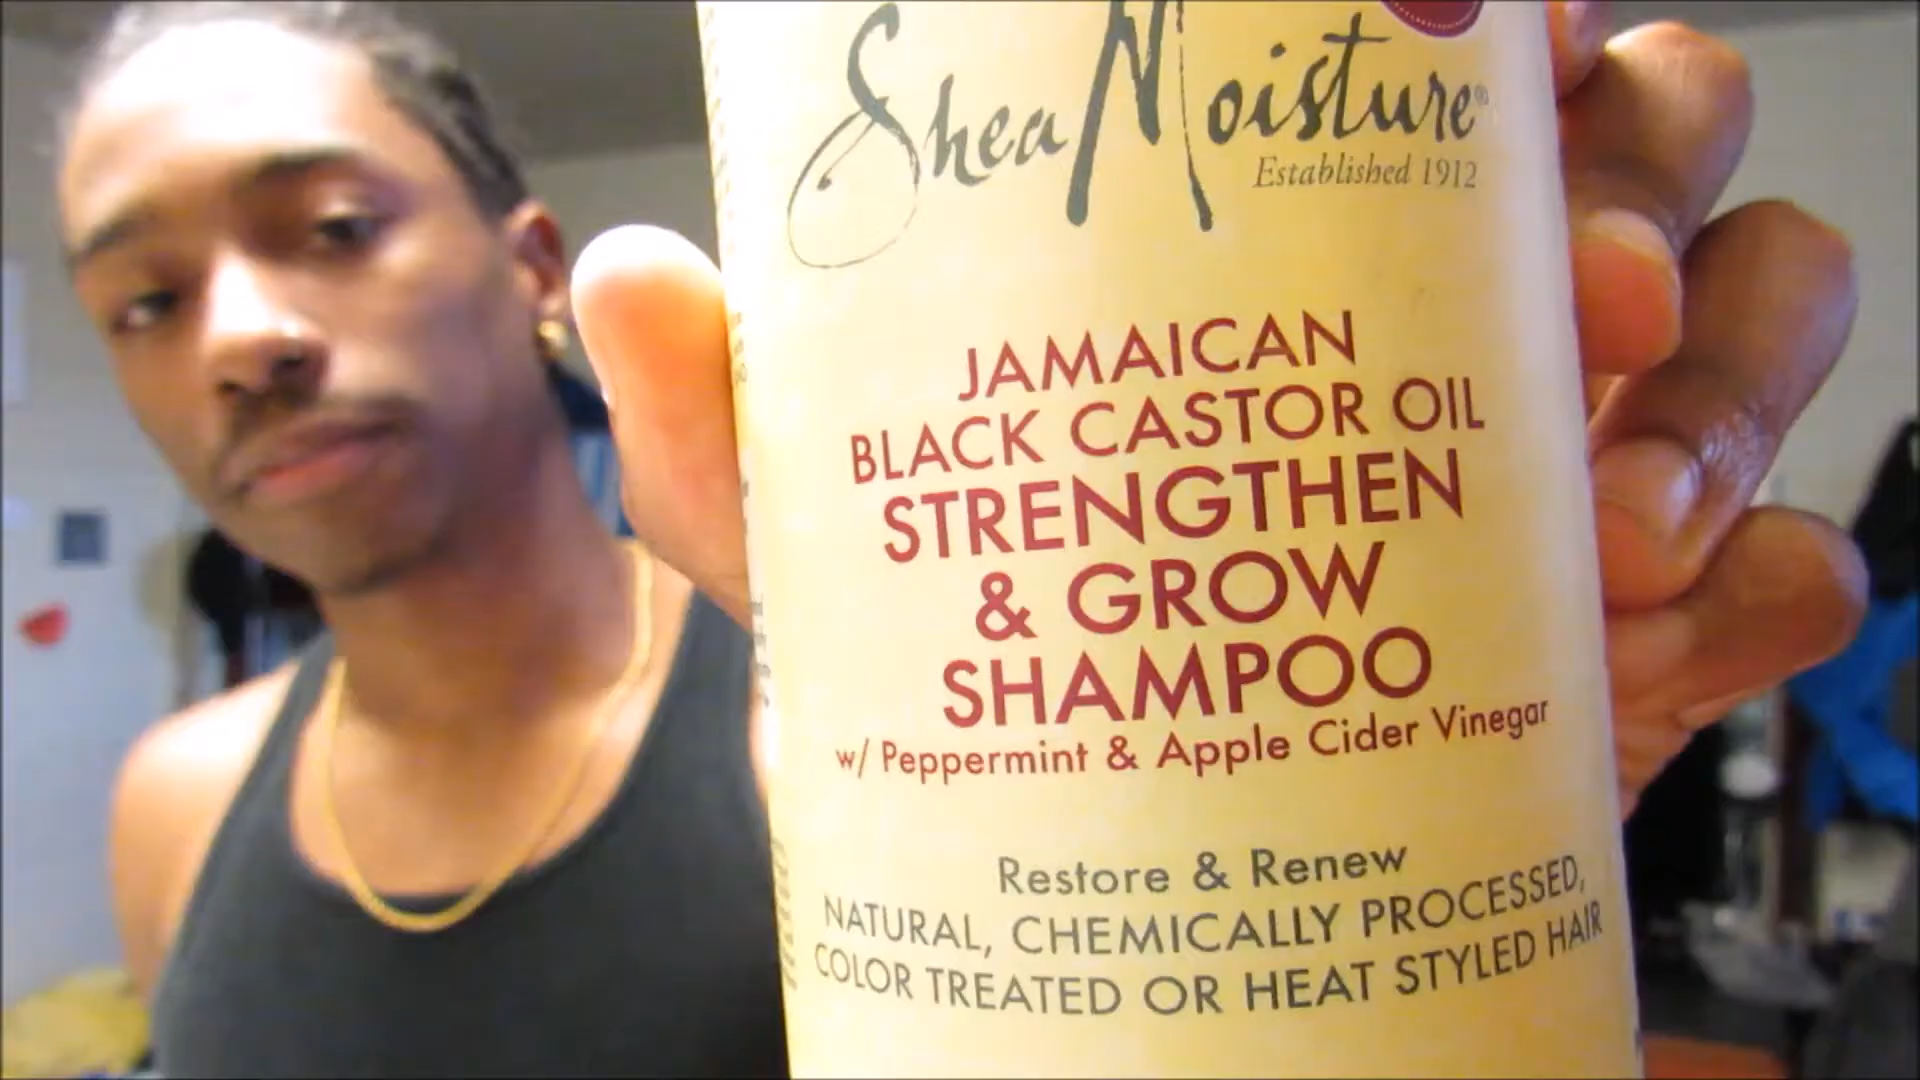 SheaMoisture®
Established 1912
JAMAICAN
BLACK CASTOR OIL
STRENGTHEN
& GROW
SHAMPOO
w/ Peppermint & Apple Cider Vinegar
Restore & Renew
NATURAL, CHEMICALLY PROCESSED,
COLOR TREATED OR HEAT STYLED HAIR